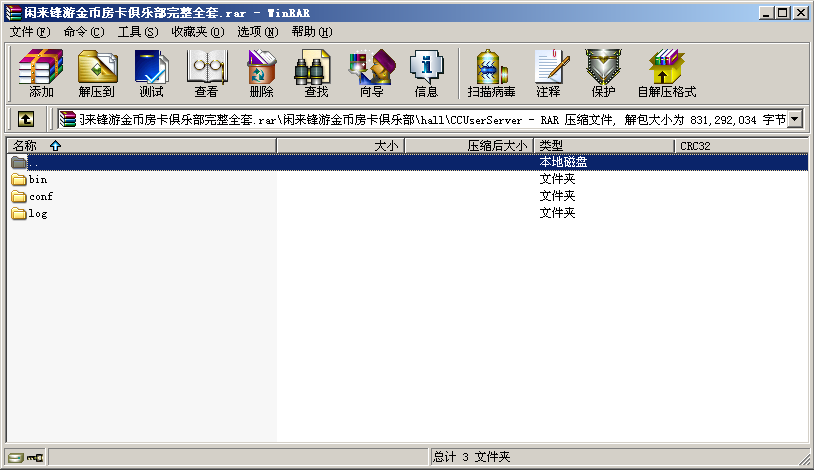 闲来锋游金币房卡俱乐部完整全套.rar - WinRAR
文件(F) 命令(C) 工具(S) 收藏夹(O) 选项(N) 帮助(H)
添加 解压到 测试 查看 删除 查找 向导 信息 扫描病毒 注释 保护 自解压格式
来锋游金币房卡俱乐部完整全套.rar\闲来锋游金币房卡俱乐部\hall\CCUserServer - RAR 压缩文件, 解包大小为 831,292,034 字节
名称 大小 压缩后大小 类型 CRC32
.. 本地磁盘
bin 文件夹
conf 文件夹
log 文件夹
总计 3 文件夹